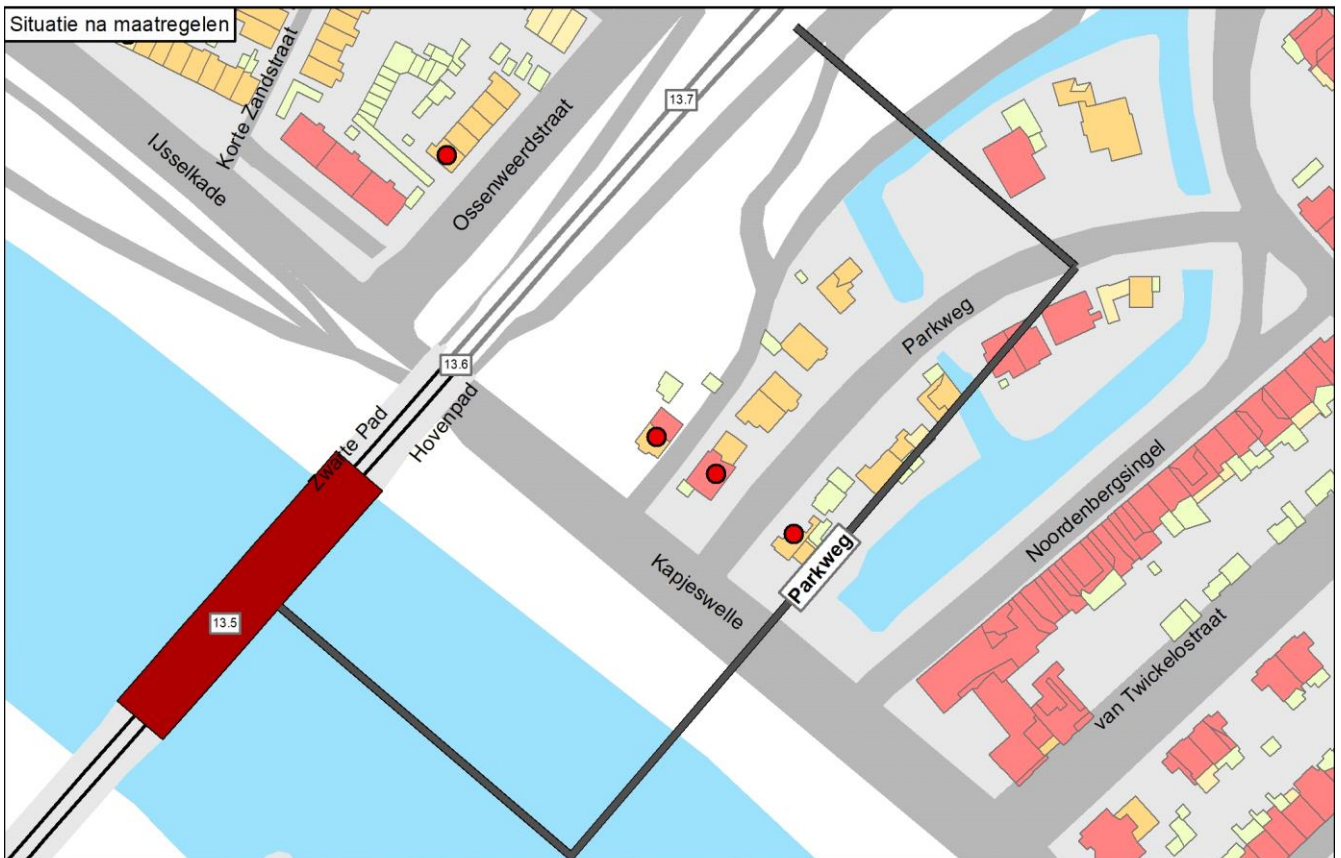 Situatie na maatregelen
Korte Zandstraat
IJsselkade
Ossenweerdstraat
13.7
Parkweg
13.6
Zwarte Pad
Hovenpad
Noordenbergsingel
Parkweg
Kapjeswelle
13.5
van Twickelostraat